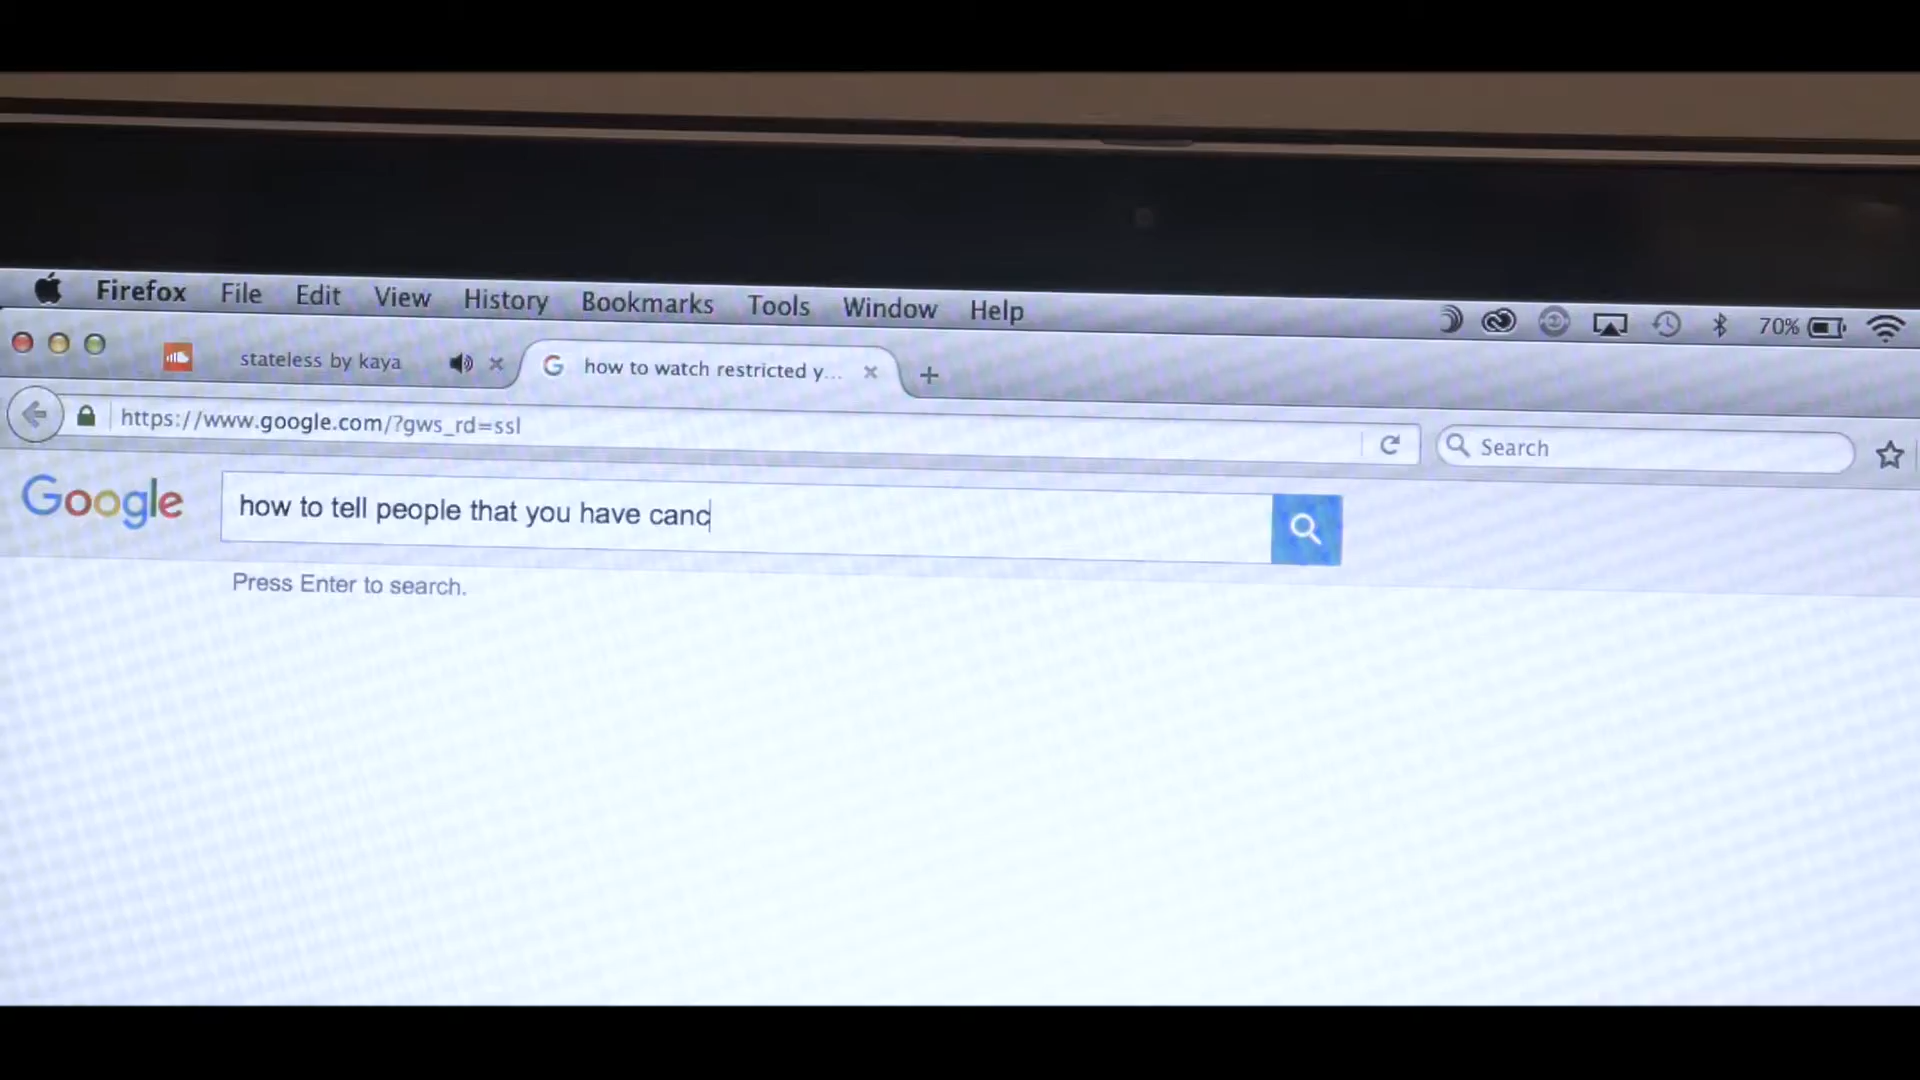 Firefox File Edit View History Bookmarks Tools Window Help 70%
stateless by kaya how to watch restricted y...
https://www.google.com/?gws_rd=ssl Search
Google how to tell people that you have canc
Press Enter to search.